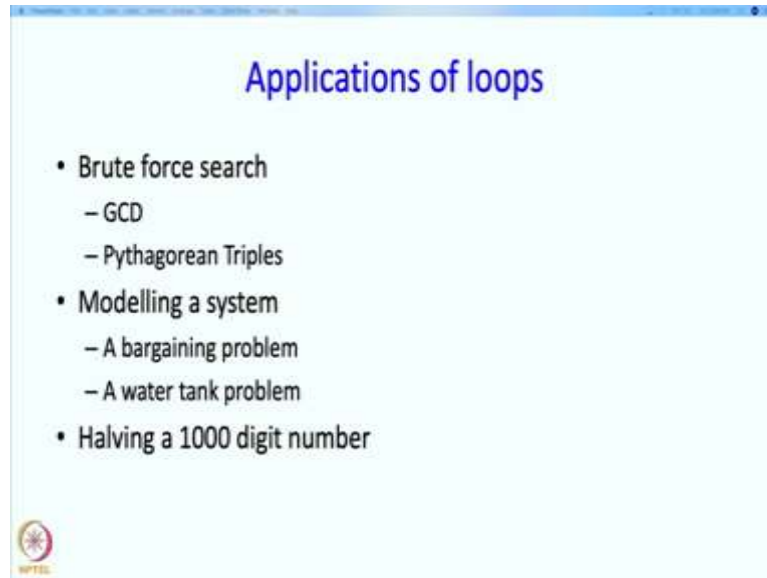 Applications of loops
• Brute force search
– GCD
– Pythagorean Triples
• Modelling a system
– A bargaining problem
– A water tank problem
• Halving a 1000 digit number
NPTEL